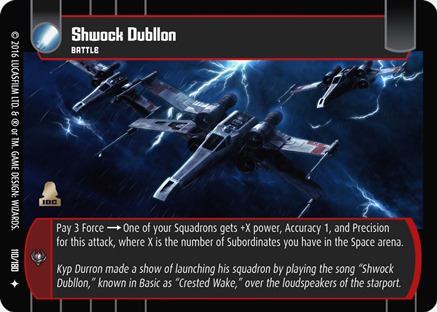 Shwock Dubllon
BATTLE
© 2016 LUCASFILM LTD. & ® or TM. GAME DESIGN: WIZARDS.
110/180
IDC
Pay 3 Force → One of your Squadrons gets +X power, Accuracy 1, and Precision
for this attack, where X is the number of Subordinates you have in the Space arena.
Kyp Durron made a show of launching his squadron by playing the song “Shwock
Dubllon,” known in Basic as “Crested Wake,” over the loudspeakers of the starport.